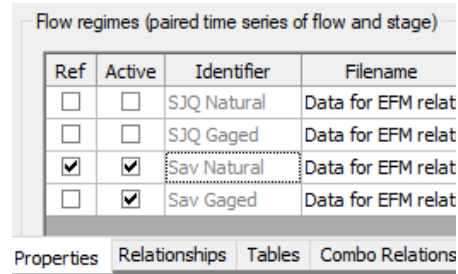 Flow regimes (paired time series of flow and stage)
Ref Active Identifier Filename
SJQ Natural Data for EFM relat
SJQ Gaged Data for EFM relat
Sav Natural Data for EFM relat
Sav Gaged Data for EFM relat
Properties Relationships Tables Combo Relations